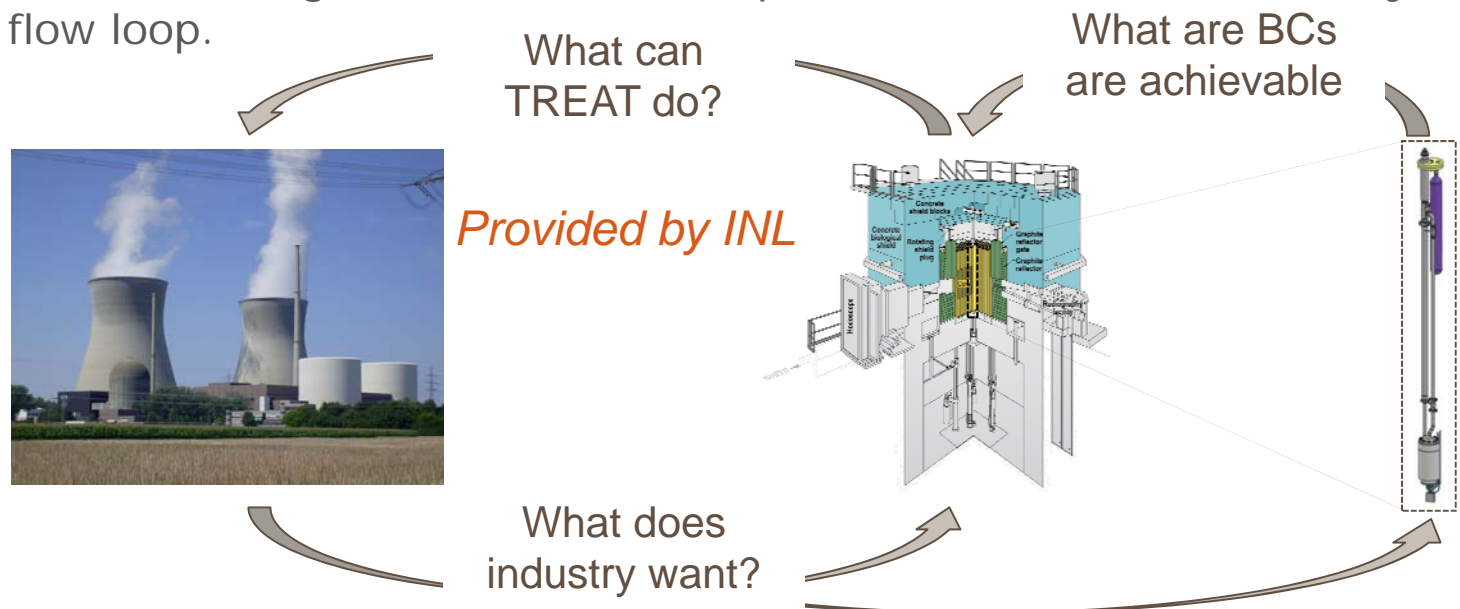 flow loop.
What can
TREAT do?
What are BCs
are achievable
Provided by INL
Concrete
shield blocks
Concrete
biological
shield
Rotating
shield
plug
Graphite
reflector
gate
Graphite
reflector
Hodoscope
What does
industry want?